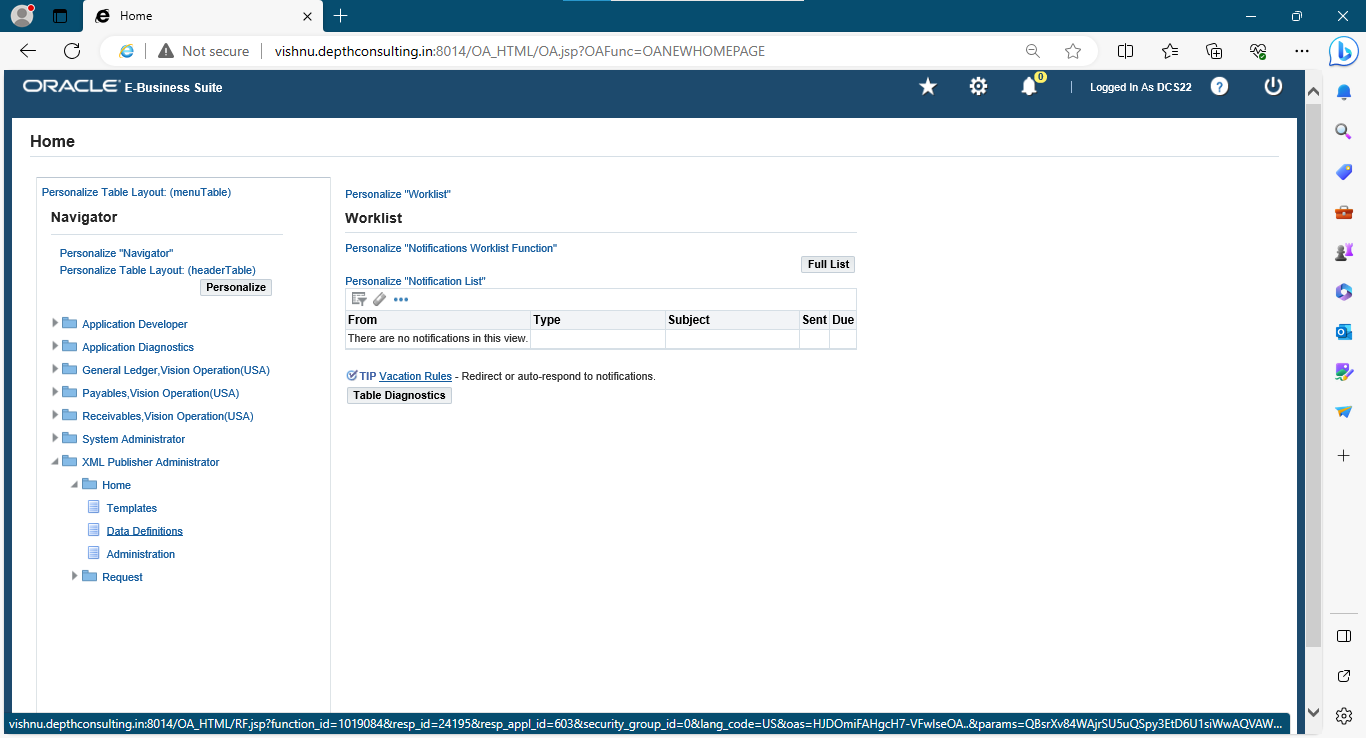 Home
Not secure
vishnu.depthconsulting.in:8014/OA_HTML/OA.jsp?OAFunc=OANEWHOMEPAGE
ORACLE® E-Business Suite
0
Logged In As DCS22
?
Home
Personalize Table Layout: (menuTable)
Navigator
Personalize "Navigator"
Personalize Table Layout: (headerTable)
Personalize
Application Developer
Application Diagnostics
General Ledger,Vision Operation(USA)
Payables,Vision Operation(USA)
Receivables,Vision Operation(USA)
System Administrator
XML Publisher Administrator
Home
Templates
Data Definitions
Administration
Request
Personalize "Worklist"
Worklist
Personalize "Notifications Worklist Function"
Full List
Personalize "Notification List"
From Type Subject Sent Due
There are no notifications in this view.
TIP Vacation Rules - Redirect or auto-respond to notifications.
Table Diagnostics
vishnu.depthconsulting.in:8014/OA_HTML/RF.jsp?function_id=1019084&resp_id=24195&resp_appl_id=603&security_group_id=0&lang_code=US&oas=HJDOmiFAHgcH7-VFwIseOA..&params=QBsrXv84WAjrSU5uQSpy3EtD6U1siWwAQVAW...